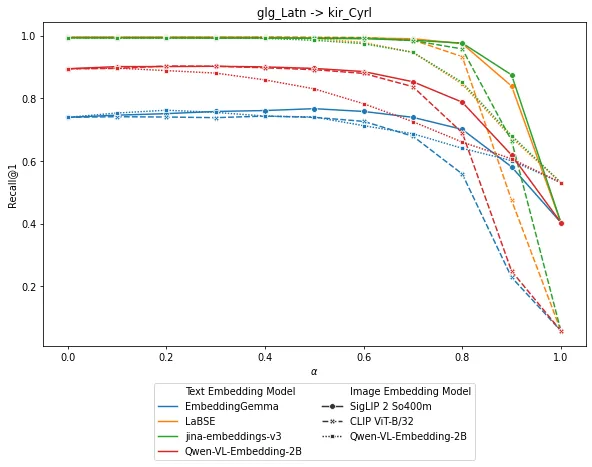 glg_Latn -> kir_Cyrl
Recall@1
1.0
0.8
0.6
0.4
0.2
0.0 0.2 0.4 0.6 0.8 1.0
α
Text Embedding Model Image Embedding Model
EmbeddingGemma SigLIP 2 So400m
LaBSE CLIP ViT-B/32
jina-embeddings-v3 Qwen-VL-Embedding-2B
Qwen-VL-Embedding-2B